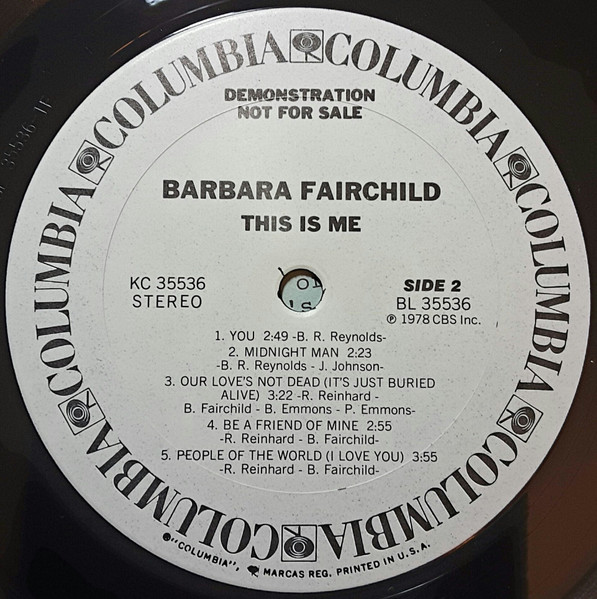 COLUMBIA COLUMBIA COLUMBIA COLUMBIA COLUMBIA COLUMBIA COLUMBIA
DEMONSTRATION
NOT FOR SALE
BARBARA FAIRCHILD
THIS IS ME
KC 35536
STEREO
SIDE 2
BL 35536
℗ 1978 CBS Inc.
1. YOU 2:49 -B. R. Reynolds-
2. MIDNIGHT MAN 2:23
-B. R. Reynolds - J. Johnson-
3. OUR LOVE'S NOT DEAD (IT'S JUST BURIED
ALIVE) 3:22 -R. Reinhard -
B. Fairchild - B. Emmons - P. Emmons-
4. BE A FRIEND OF MINE 2:55
-R. Reinhard - B. Fairchild-
5. PEOPLE OF THE WORLD (I LOVE YOU) 3:55
-R. Reinhard - B. Fairchild-
®"COLUMBIA", MARCAS REG. PRINTED IN U.S.A.